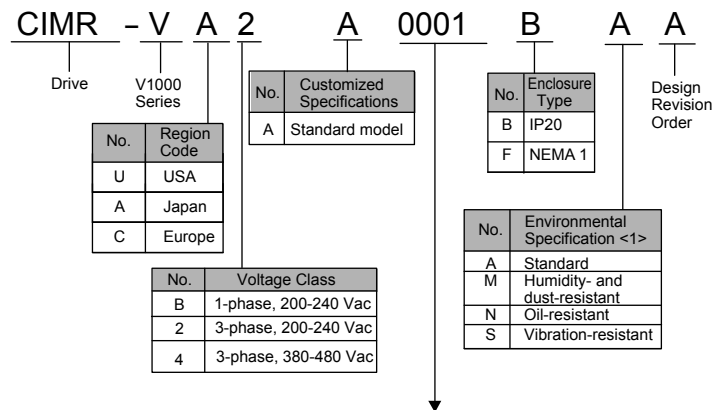 CIMR - V A 2 A 0001 B A A
Drive
V1000
Series
Design
Revision
Order
No. Region
Code
U USA
A Japan
C Europe
No. Customized
Specifications
A Standard model
No. Enclosure
Type
B IP20
F NEMA 1
No. Voltage Class
B 1-phase, 200-240 Vac
2 3-phase, 200-240 Vac
4 3-phase, 380-480 Vac
No. Environmental
Specification <1>
A Standard
M Humidity- and
dust-resistant
N Oil-resistant
S Vibration-resistant